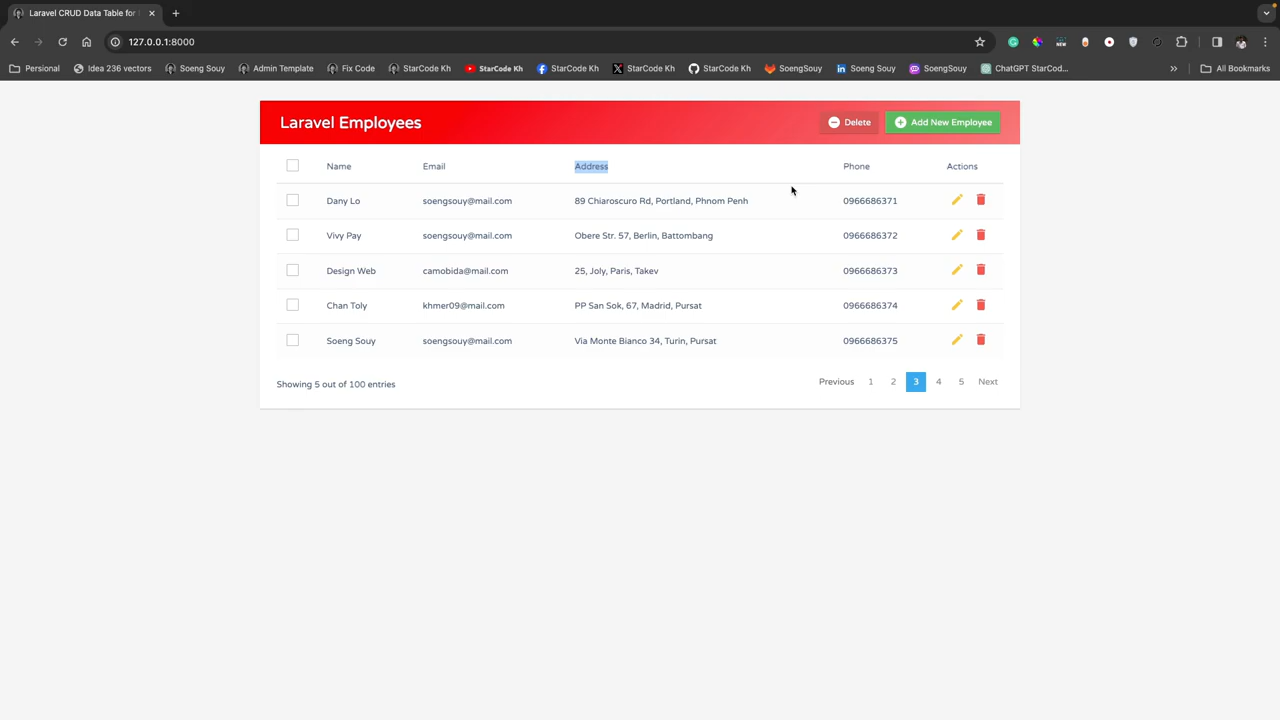 Laravel CRUD Data Table for
127.0.0.1:8000
NEW
Persional Idea 236 vectors Soeng Souy Admin Template Fix Code StarCode Kh StarCode Kh StarCode Kh StarCode Kh StarCode Kh SoengSouy Soeng Souy SoengSouy ChatGPT StarCod... » All Bookmarks
Laravel Employees Delete Add New Employee
Name Email Address Phone Actions
Dany Lo soengsouy@mail.com 89 Chiaroscuro Rd, Portland, Phnom Penh 0966686371
Vivy Pay soengsouy@mail.com Obere Str. 57, Berlin, Battombang 0966686372
Design Web camobida@mail.com 25, Joly, Paris, Takev 0966686373
Chan Toly khmer09@mail.com PP San Sok, 67, Madrid, Pursat 0966686374
Soeng Souy soengsouy@mail.com Via Monte Bianco 34, Turin, Pursat 0966686375
Showing 5 out of 100 entries Previous 1 2 3 4 5 Next